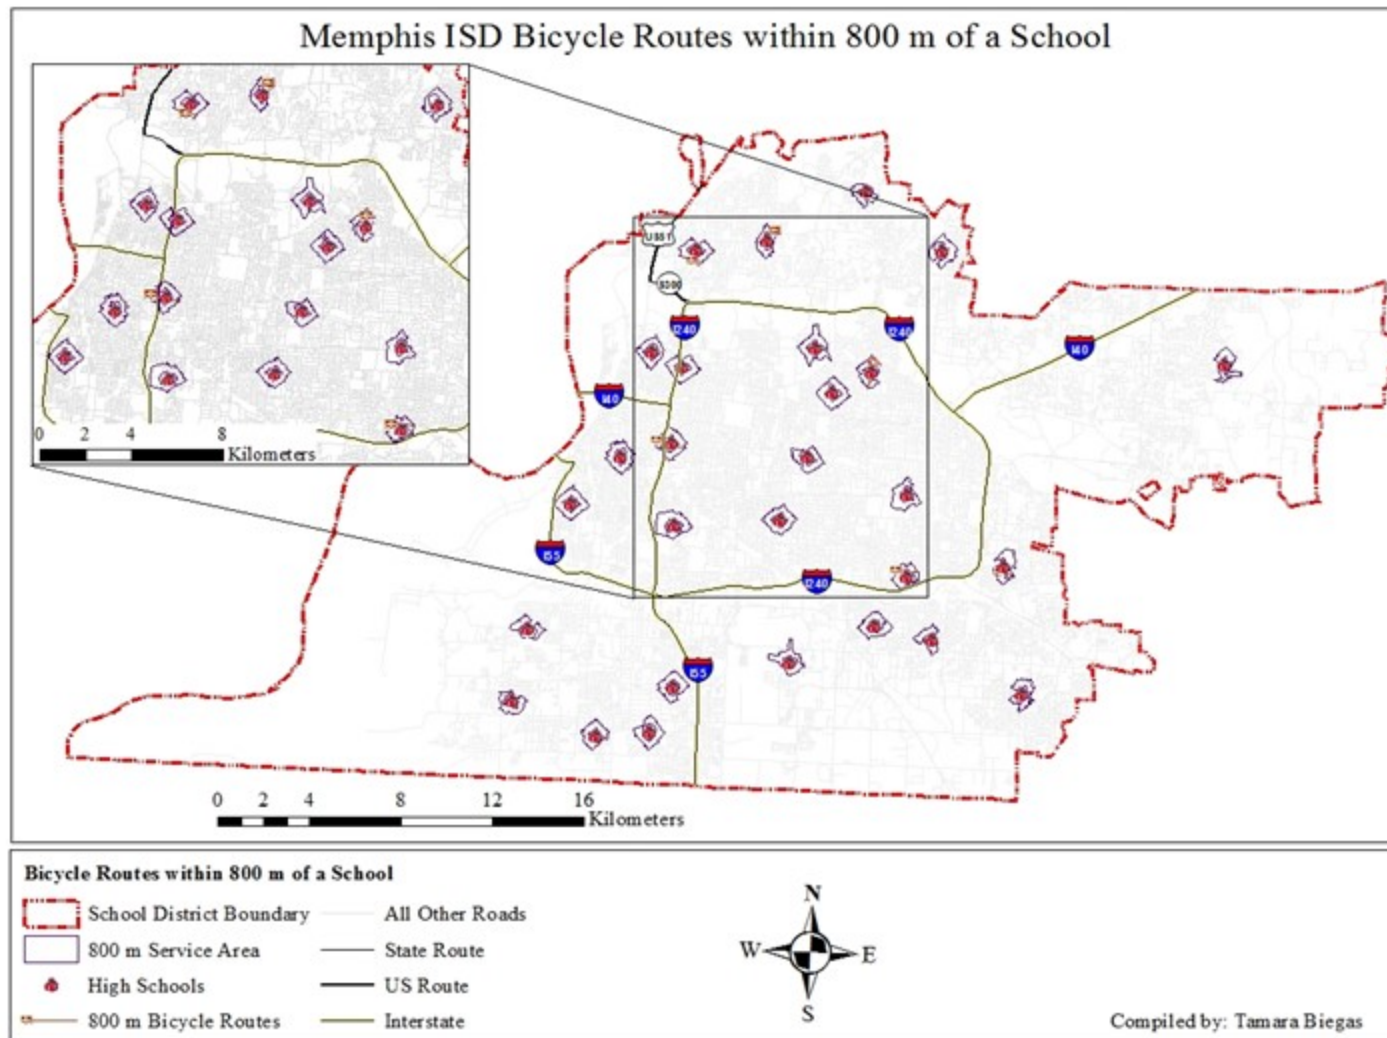 Memphis ISD Bicycle Routes within 800 m of a School
0 2 4 8
Kilometers
US51
S300
I240
I240
I40
I40
I55
I240
I55
0 2 4 8 12 16
Kilometers
Bicycle Routes within 800 m of a School
School District Boundary
800 m Service Area
High Schools
800 m Bicycle Routes
All Other Roads
State Route
US Route
Interstate
N
W E
S
Compiled by: Tamara Biegas